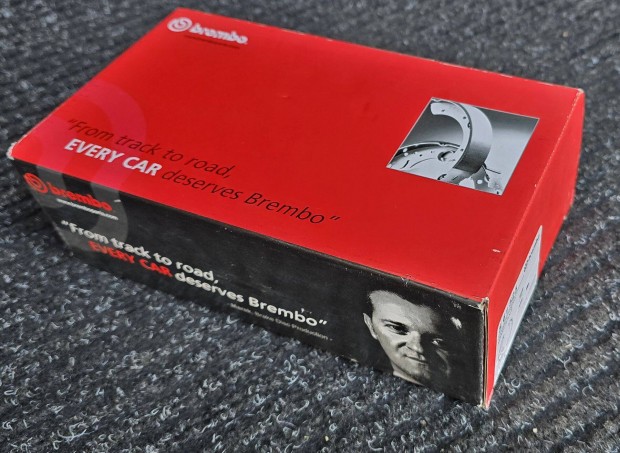 brembo
"From track to road,
EVERY CAR deserves Brembo"
brembo
"From track to road,
EVERY CAR deserves Brembo"